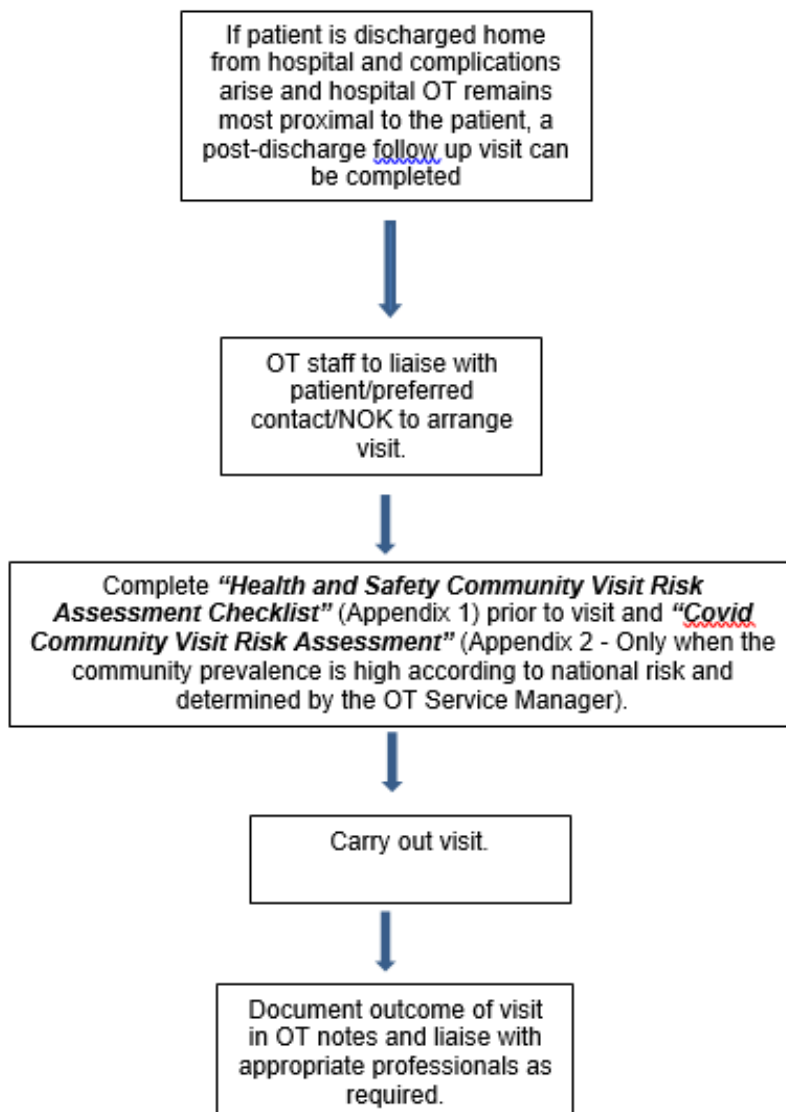 If patient is discharged home
from hospital and complications
arise and hospital OT remains
most proximal to the patient, a
post-discharge follow up visit can
be completed
OT staff to liaise with
patient/preferred
contact/NOK to arrange
visit.
Complete “Health and Safety Community Visit Risk
Assessment Checklist” (Appendix 1) prior to visit and “Covid
Community Visit Risk Assessment” (Appendix 2 - Only when the
community prevalence is high according to national risk and
determined by the OT Service Manager).
Carry out visit.
Document outcome of visit
in OT notes and liaise with
appropriate professionals as
required.